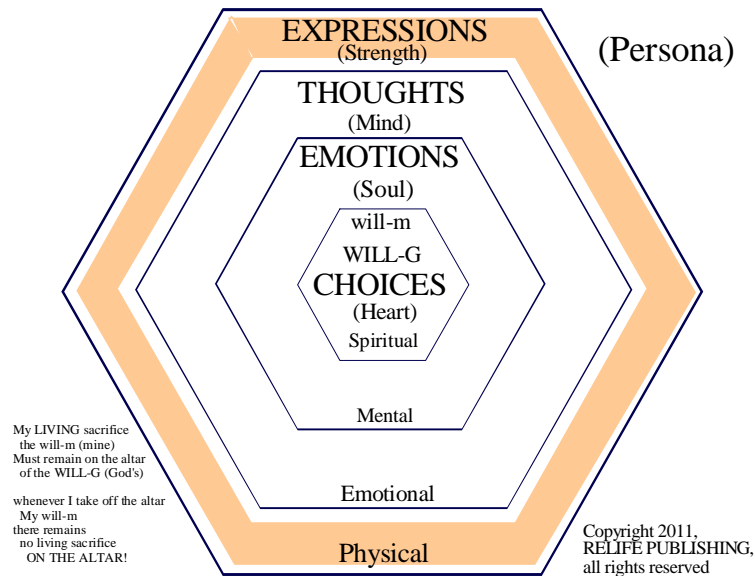 EXPRESSIONS
(Strength)
(Persona)
THOUGHTS
(Mind)
EMOTIONS
(Soul)
will-m
WILL-G
CHOICES
(Heart)
Spiritual
Mental
Emotional
Physical
My LIVING sacrifice
the will-m (mine)
Must remain on the altar
of the WILL-G (God's)
whenever I take off the altar
My will-m
there remains
no living sacrifice
ON THE ALTAR!
Copyright 2011,
RELIFE PUBLISHING,
all rights reserved